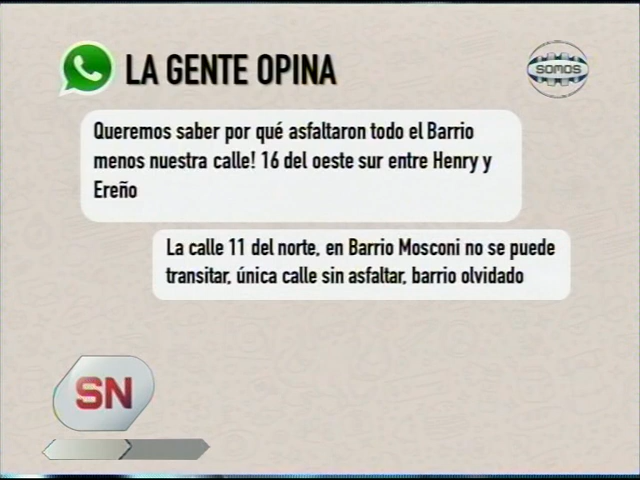 LA GENTE OPINA
SOMOS
Queremos saber por qué asfaltaron todo el Barrio
menos nuestra calle! 16 del oeste sur entre Henry y
Ereño
La calle 11 del norte, en Barrio Mosconi no se puede
transitar, única calle sin asfaltar, barrio olvidado
SN